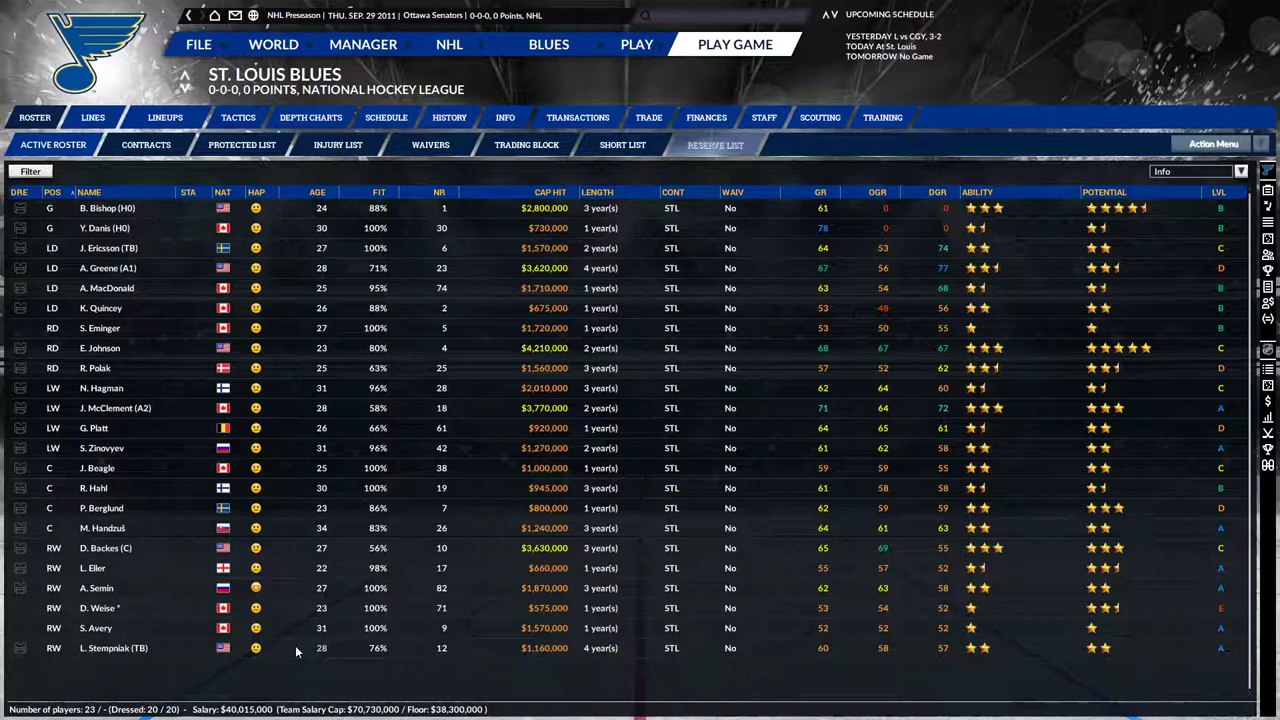 NHL Preseason | THU. SEP. 29 2011 | Ottawa Senators | 0-0-0, 0 Points, NHL
UPCOMING SCHEDULE
YESTERDAY L vs CGY, 3-2
TODAY At St. Louis
TOMORROW No Game
FILE WORLD MANAGER NHL BLUES PLAY PLAY GAME
ST. LOUIS BLUES
0-0-0, 0 POINTS, NATIONAL HOCKEY LEAGUE
ROSTER LINES LINEUPS TACTICS DEPTH CHARTS SCHEDULE HISTORY INFO TRANSACTIONS TRADE FINANCES STAFF SCOUTING TRAINING
ACTIVE ROSTER CONTRACTS PROTECTED LIST INJURY LIST WAIVERS TRADING BLOCK SHORT LIST RESERVE LIST Action Menu
Filter Info
DRE POS NAME STA NAT HAP AGE FIT NR CAP HIT LENGTH CONT WAIV GR OGR DGR ABILITY POTENTIAL LVL
G B. Bishop (H0) 24 88% 1 $2,800,000 3 year(s) STL No 61 0 0 B
G Y. Danis (H0) 30 100% 30 $730,000 1 year(s) STL No 78 0 0 B
LD J. Ericsson (TB) 27 100% 6 $1,570,000 2 year(s) STL No 64 53 74 C
LD A. Greene (A1) 28 71% 23 $3,620,000 4 year(s) STL No 67 56 77 D
LD A. MacDonald 25 95% 74 $1,710,000 1 year(s) STL No 63 54 68 B
LD K. Quincey 26 88% 2 $675,000 1 year(s) STL No 53 48 56 B
RD S. Eminger 27 100% 5 $1,720,000 1 year(s) STL No 53 50 55 B
RD E. Johnson 23 80% 4 $4,210,000 2 year(s) STL No 68 67 67 C
RD R. Polak 25 63% 25 $1,560,000 3 year(s) STL No 57 52 62 D
LW N. Hagman 31 96% 28 $2,010,000 3 year(s) STL No 62 64 60 C
LW J. McClement (A2) 28 58% 18 $3,770,000 2 year(s) STL No 71 64 72 A
LW G. Platt 26 66% 61 $920,000 1 year(s) STL No 64 65 61 D
LW S. Zinovyev 31 96% 42 $1,270,000 2 year(s) STL No 61 62 58 A
C J. Beagle 25 100% 38 $1,000,000 1 year(s) STL No 59 59 55 C
C R. Hahl 30 100% 19 $945,000 3 year(s) STL No 61 58 58 B
C P. Berglund 23 86% 7 $800,000 1 year(s) STL No 62 59 59 D
C M. Handzuš 34 83% 26 $1,240,000 3 year(s) STL No 64 61 63 A
RW D. Backes (C) 27 56% 10 $3,630,000 3 year(s) STL No 65 69 55 C
RW L. Eller 22 98% 17 $660,000 1 year(s) STL No 55 57 52 A
RW A. Semin 27 100% 82 $1,870,000 3 year(s) STL No 62 63 58 A
RW D. Weise * 23 100% 71 $575,000 1 year(s) STL No 53 54 52 E
RW S. Avery 31 100% 9 $1,570,000 1 year(s) STL No 52 52 52 A
RW L. Stempniak (TB) 28 76% 12 $1,160,000 4 year(s) STL No 60 58 57 A
Number of players: 23 / - (Dressed: 20 / 20) - Salary: $40,015,000 (Team Salary Cap: $70,730,000 / Floor: $38,300,000 )